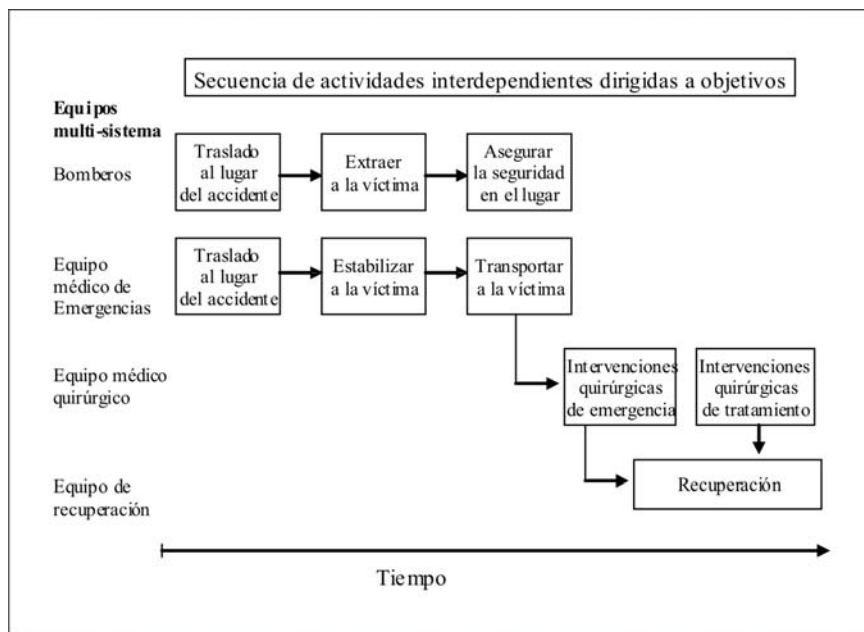 Secuencia de actividades interdependientes dirigidas a objetivos
Equipos
multi-sistema
Bomberos
Traslado
al lugar
del accidente
Extraer
a la víctima
Asegurar
la seguridad
en el lugar
Equipo
médico de
Emergencias
Traslado
al lugar
del accidente
Estabilizar
a la víctima
Transportar
a la víctima
Equipo médico
quirúrgico
Intervenciones
quirúrgicas
de emergencia
Intervenciones
quirúrgicas
de tratamiento
Equipo de
recuperación
Recuperación
Tiempo